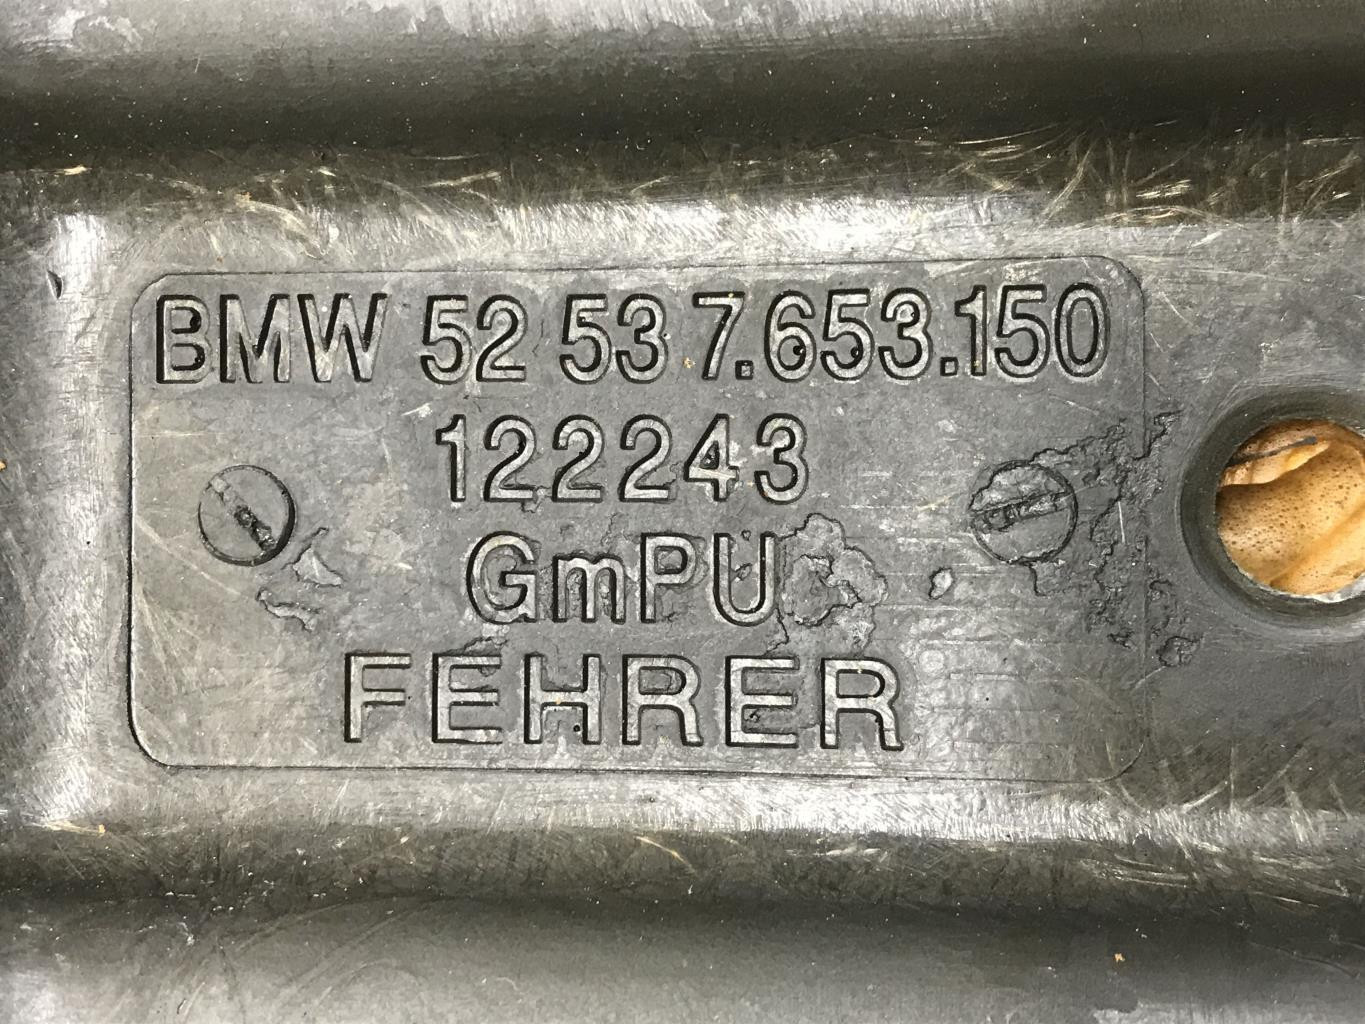 BMW 52 53 7.653.150
122243
GmPU
FEHRER